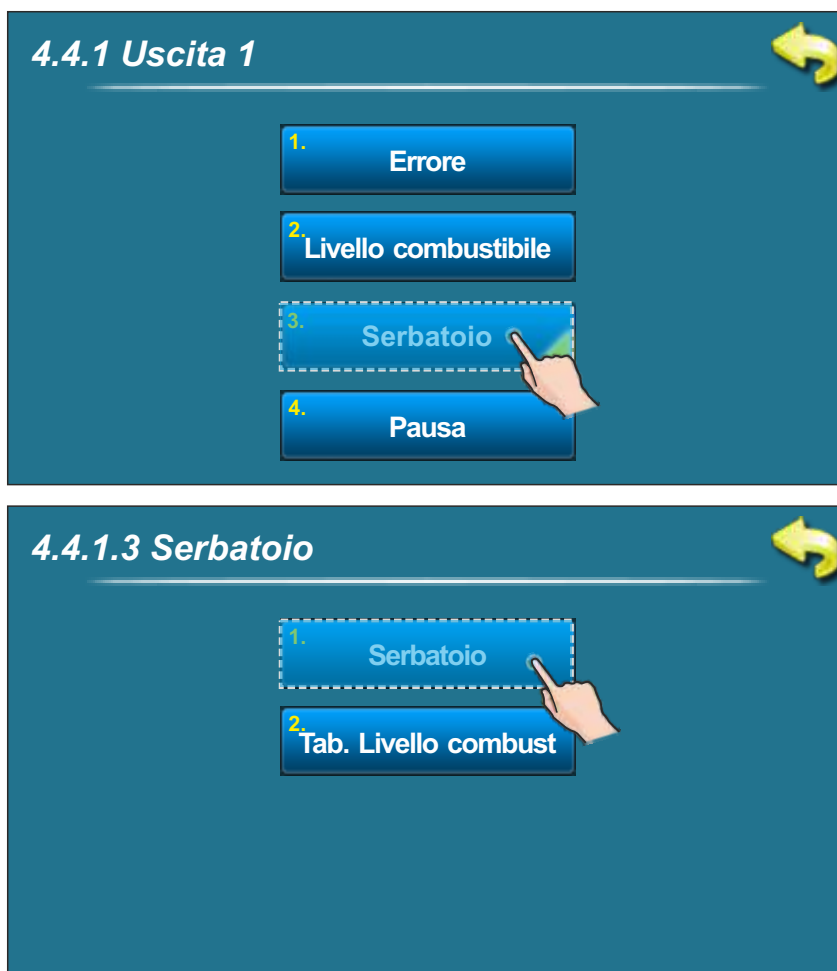 4.4.1 Uscita 1
1.
Errore
2.
Livello combustibile
3.
Serbatoio
4.
Pausa
4.4.1.3 Serbatoio
1.
Serbatoio
2.
Tab. Livello combust